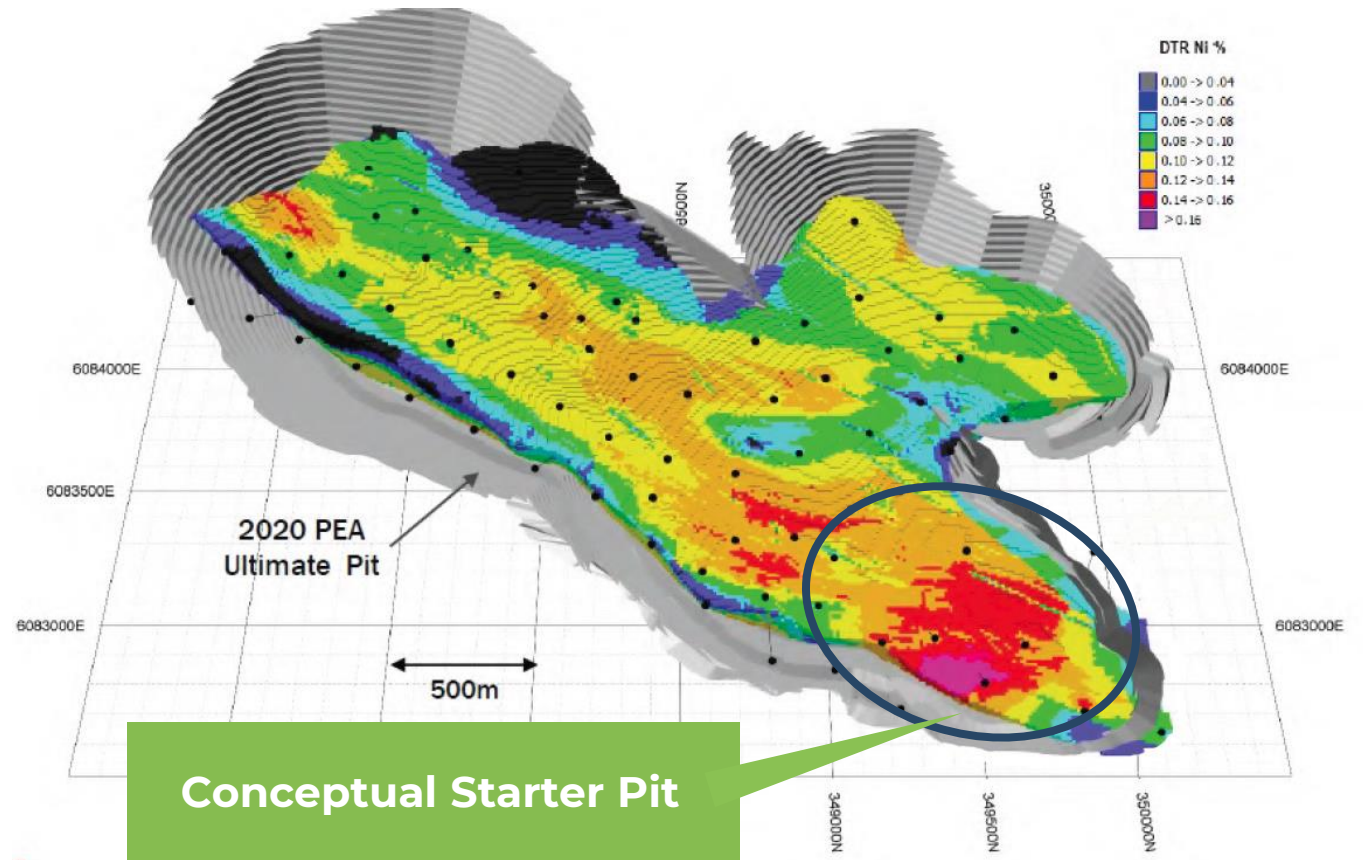 DTR Ni %
0.00 -> 0.04
0.04 -> 0.06
0.06 -> 0.08
0.08 -> 0.10
0.10 -> 0.12
0.12 -> 0.14
0.14 -> 0.16
>0.16
6084000E
6084000E
6083500E
2020 PEA
Ultimate Pit
6083000E
6083000E
500m
Conceptual Starter Pit
349000N
349500N
350000N